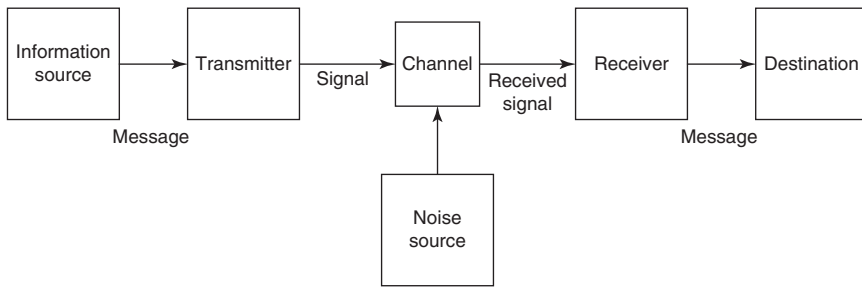 Information
source
Transmitter
Channel
Receiver
Destination
Signal
Received
signal
Message
Message
Noise
source